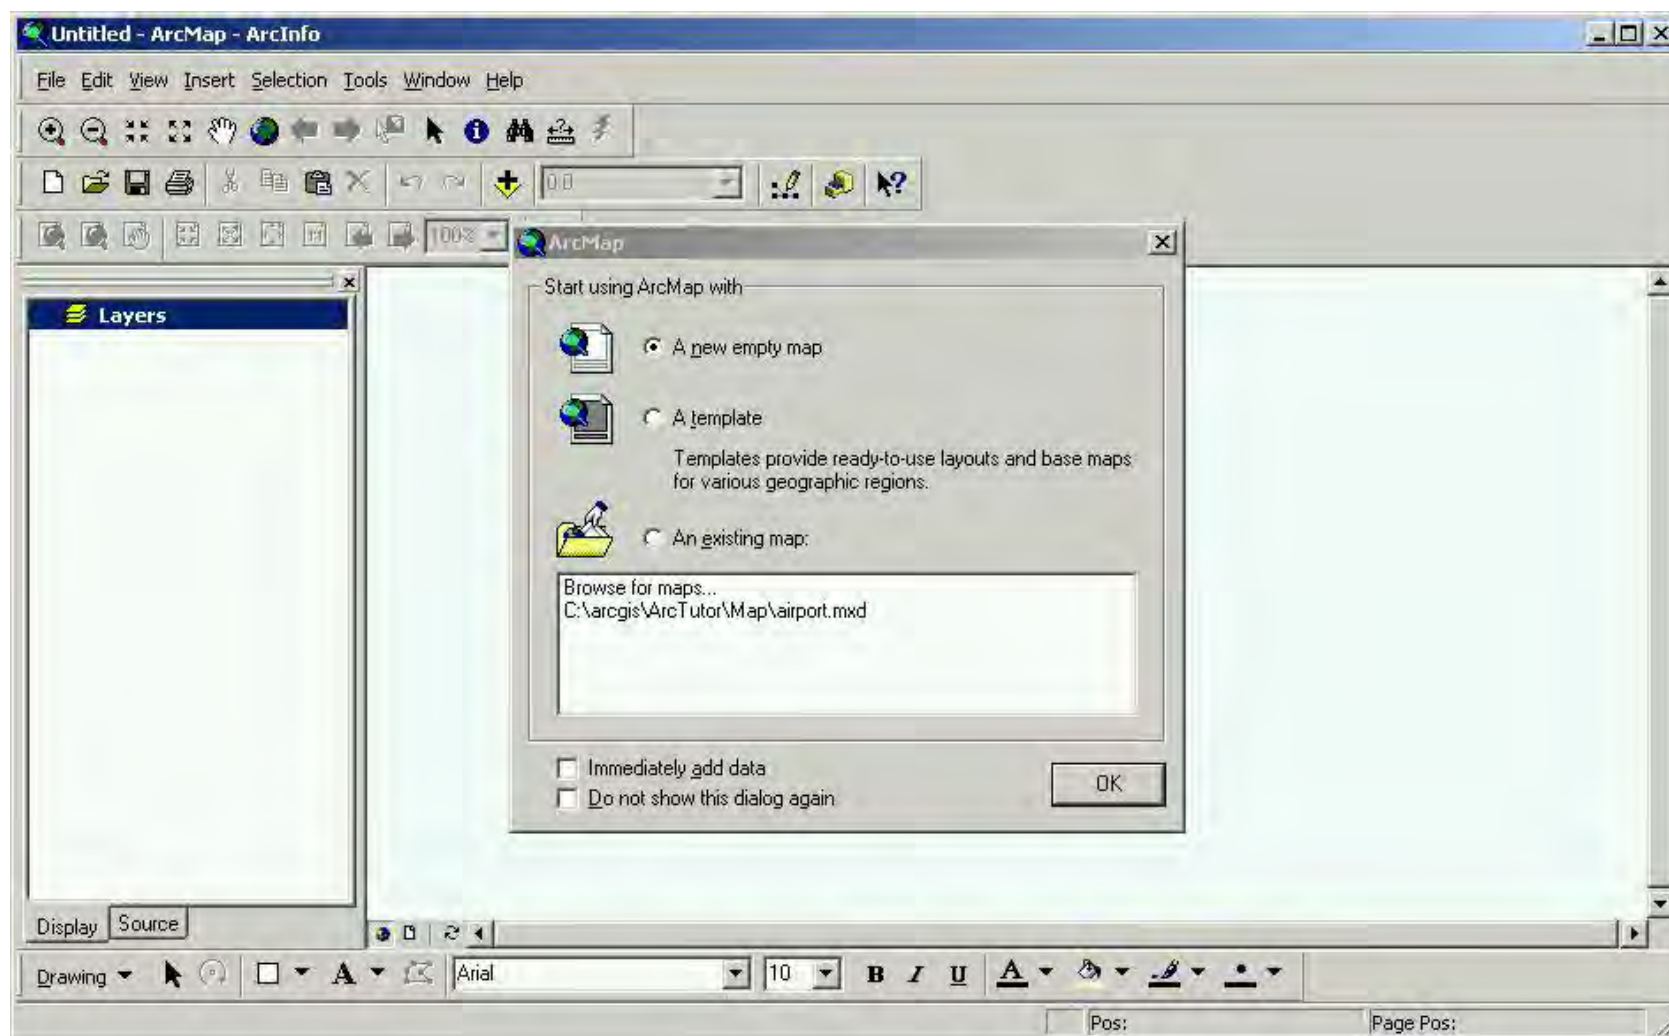 Untitled - ArcMap - ArcInfo
File Edit View Insert Selection Tools Window Help
0 0
100%
ArcMap
Start using ArcMap with
Layers
A new empty map
A template
Templates provide ready-to-use layouts and base maps
for various geographic regions.
An existing map:
Browse for maps...
C:\arcgis\ArcTutor\Map\airport.mxd
Immediately add data
Do not show this dialog again
OK
Display Source
Drawing A Arial 10 B I U A
Pos: Page Pos: